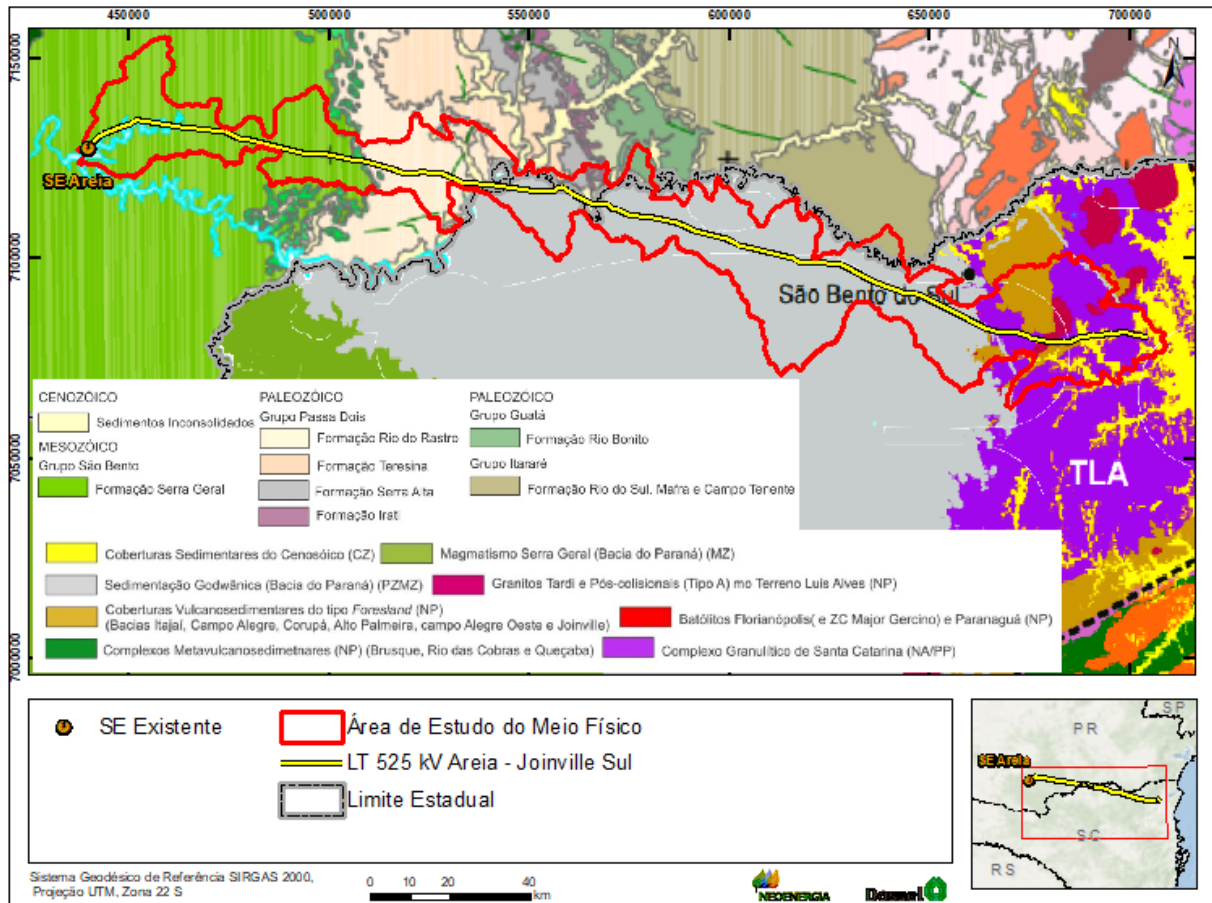 450000 500000 550000 600000 650000 700000
7150000
7100000
7050000
7000000
N
SE Areia
São Bento do Sul
TLA
CENOZÓICO
Sedimentos Inconsolidados
MESOZÓICO
Grupo São Bento
Formação Serra Geral
PALEOZÓICO
Grupo Passa Dois
Formação Rio do Rastro
Formação Teresina
Formação Serra Alta
Formação Irati
PALEOZÓICO
Grupo Guatá
Formação Rio Bonito
Grupo Itararé
Formação Rio do Sul, Mafra e Campo Tenente
Coberturas Sedimentares do Cenosóico (CZ)
Magmatismo Serra Geral (Bacia do Paraná) (MZ)
Sedimentação Godwânica (Bacia do Paraná) (PZMZ)
Granitos Tardi e Pós-colisionais (Tipo A) mo Terreno Luis Alves (NP)
Coberturas Vulcanosedimentares do tipo Foresland (NP)
(Bacias Itajaí, Campo Alegre, Corupá, Alto Palmeira, campo Alegre Oeste e Joinville)
Batólitos Florianópolis( e ZC Major Gercino) e Paranaguá (NP)
Complexos Metavulcanosedimetnares (NP) (Brusque, Rio das Cobras e Queçaba)
Complexo Granulítico de Santa Catarina (NA/PP)
SE Existente
Área de Estudo do Meio Físico
LT 525 kV Areia - Joinville Sul
Limite Estadual
SP
PR
SE Areia
SC
RS
Sistema Geodésico de Referência SIRGAS 2000,
Projeção UTM, Zona 22 S
0 10 20 30 40
km
NEOENERGIA